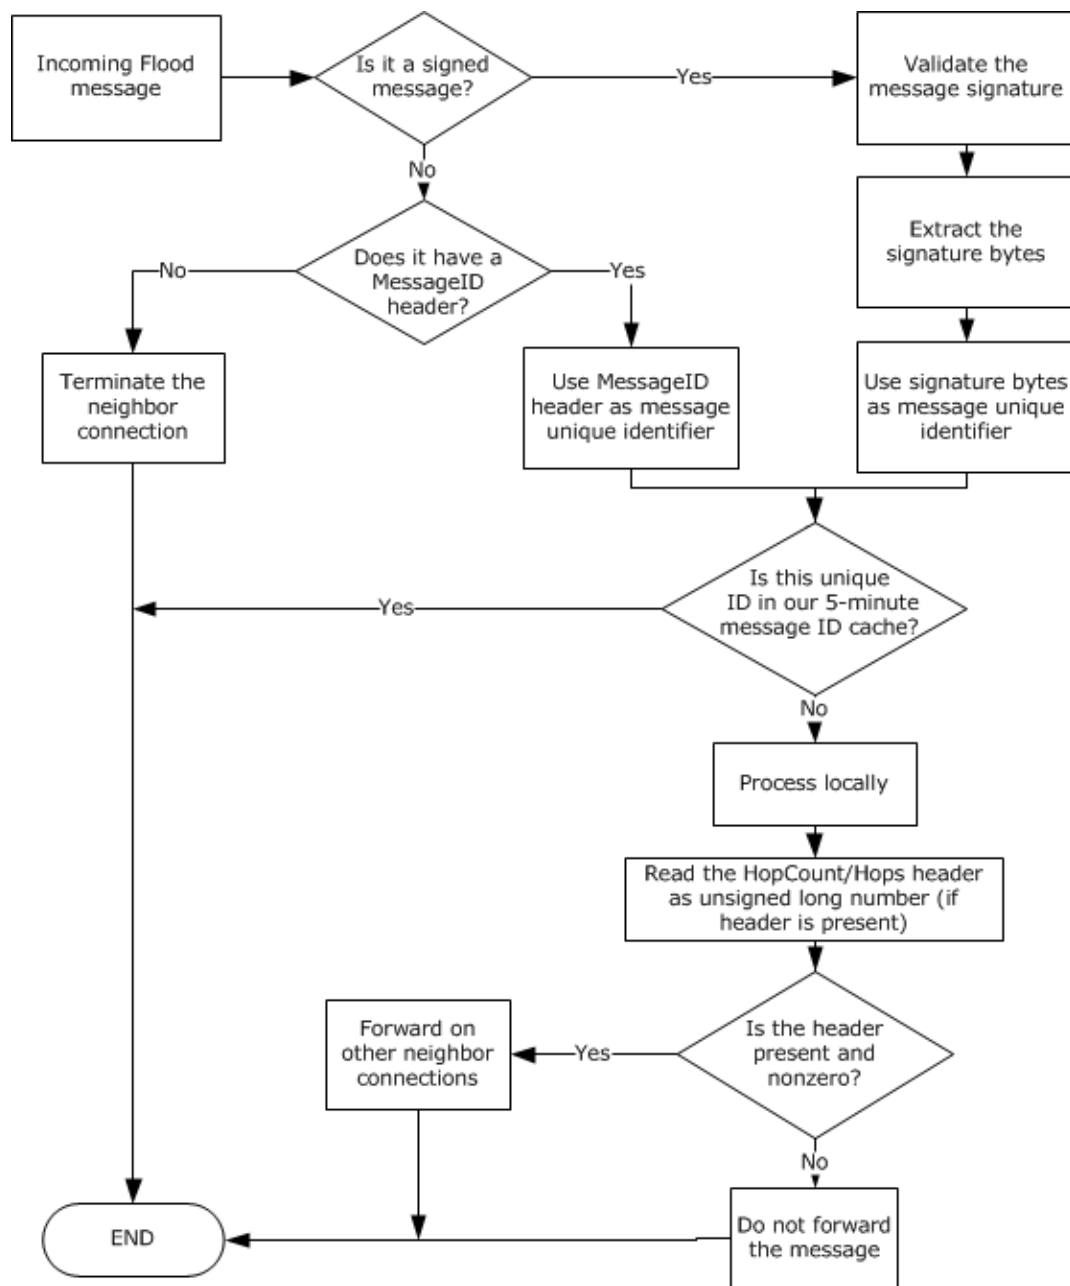 Incoming Flood
message
Is it a signed
message?
Yes
Validate the
message signature
No
Extract the
signature bytes
Does it have a
MessageID
header?
No
Yes
Terminate the
neighbor
connection
Use MessageID
header as message
unique identifier
Use signature bytes
as message unique
identifier
Is this unique
ID in our 5-minute
message ID cache?
Yes
No
Process locally
Read the HopCount/Hops header
as unsigned long number (if
header is present)
Forward on
other neighbor
connections
Yes
Is the header
present and
nonzero?
No
Do not forward
the message
END